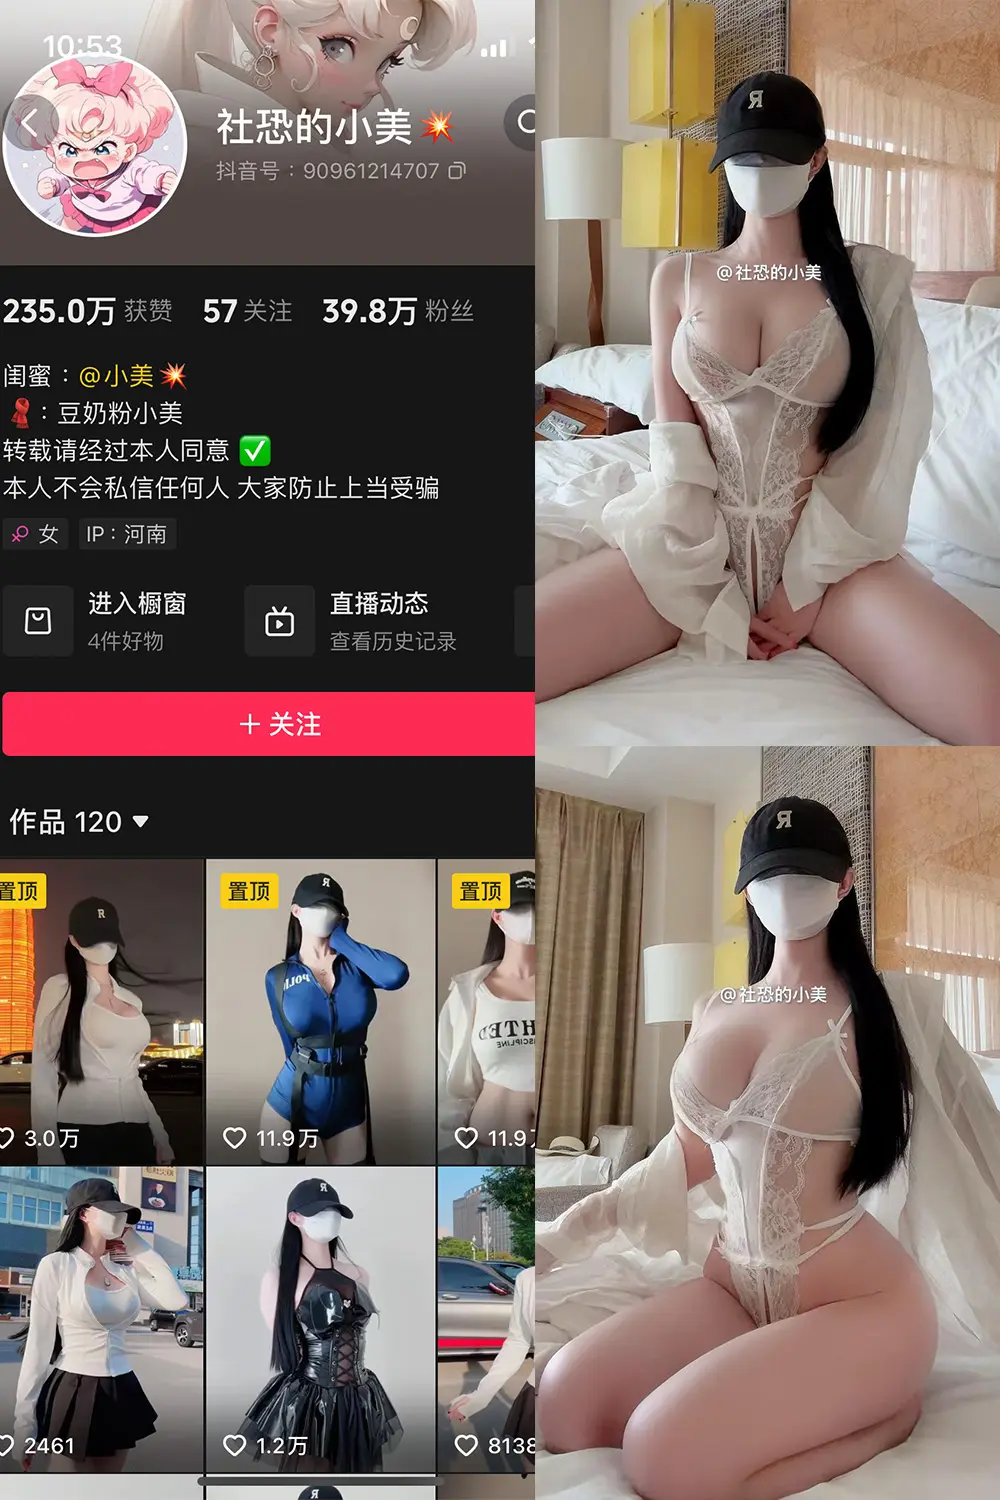 10:53
社恐的小美💥
抖音号：90961214707
235.0万 获赞 57 关注 39.8万 粉丝
闺蜜：@小美💥
🧣：豆奶粉小美
转载请经过本人同意 ✅
本人不会私信任何人 大家防止上当受骗
女 IP：河南
进入橱窗
4件好物
直播动态
查看历史记录
+ 关注
作品 120
置顶
置顶
置顶
3.0万
11.9万
11.9万
2461
1.2万
8138
@社恐的小美
@社恐的小美